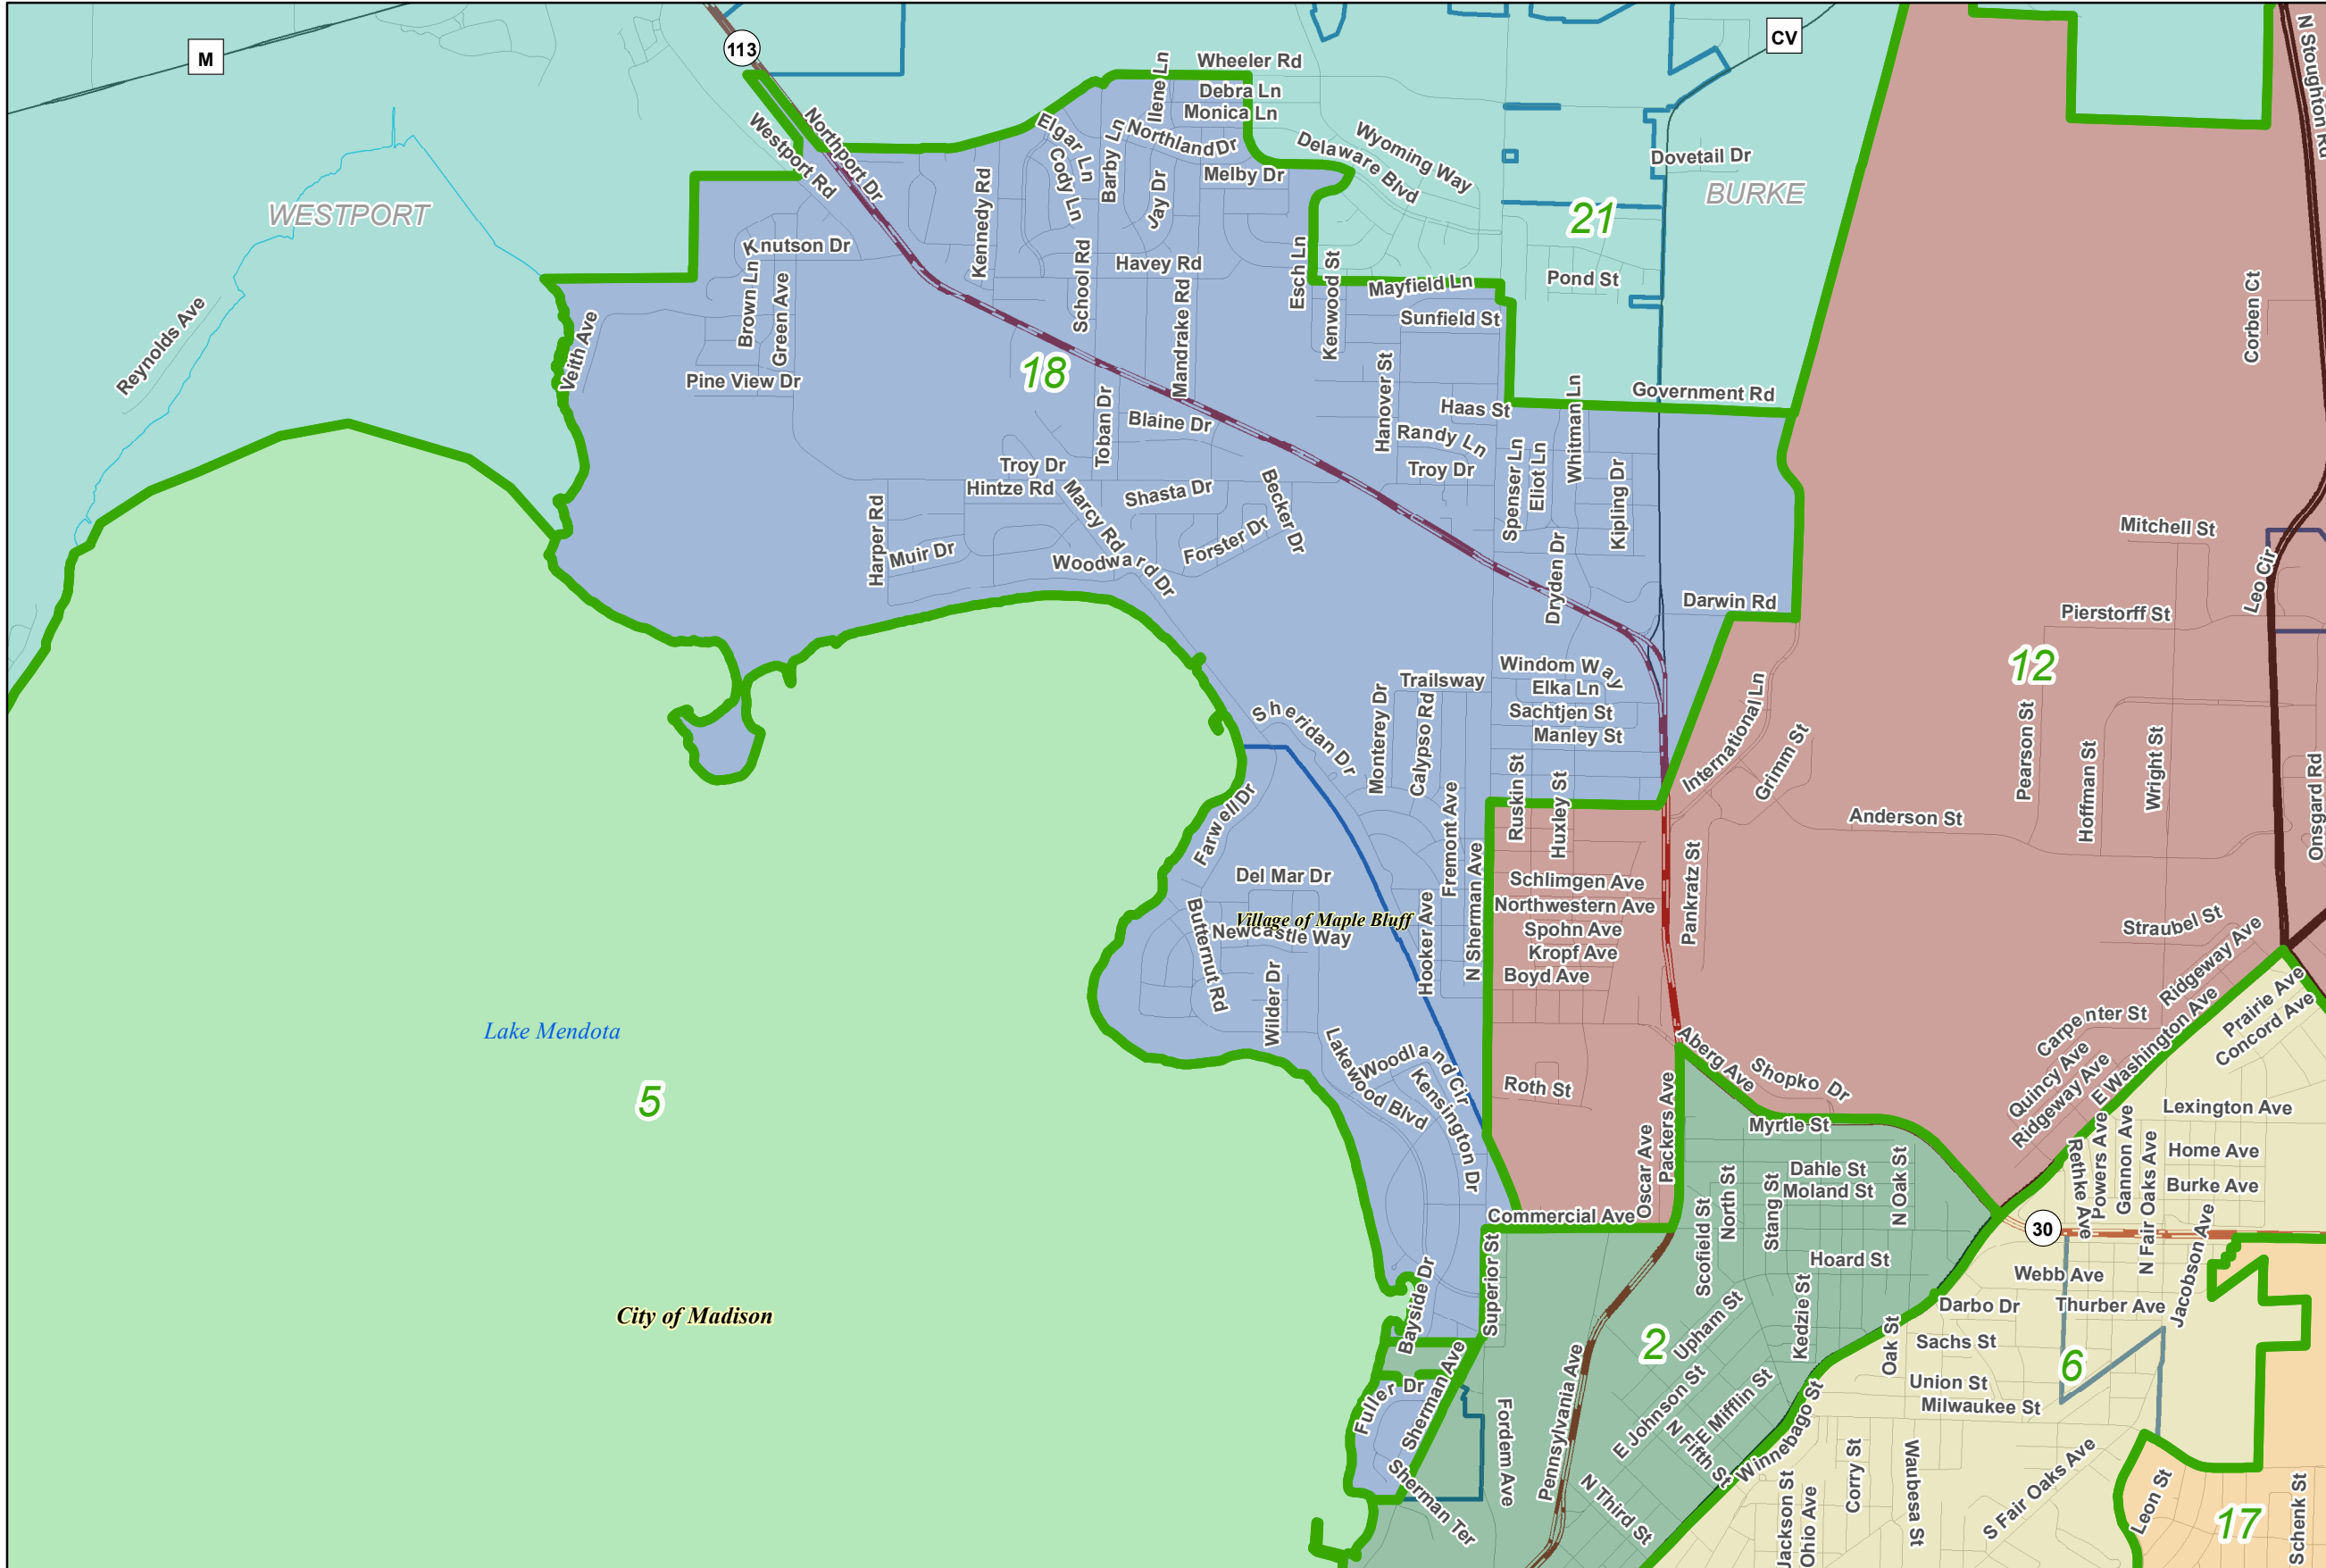 M
113
CV
N Stoughton Rd
Wheeler Rd
Ilene Ln
Debra Ln
Monica Ln
Elgar Ln
Barby Ln
Northland Dr
Northport Dr
Westport Rd
Cody Ln
Jay Dr
Melby Dr
Delaware Blvd
Wyoming Way
Dovetail Dr
BURKE
WESTPORT
21
Kennedy Rd
Knutson Dr
School Rd
Havey Rd
Esch Ln
Kenwood St
Mayfield Ln
Pond St
Brown Ln
Green Ave
Mandrake Rd
Sunfield St
Corben Ct
Reynolds Ave
Veith Ave
Pine View Dr
18
Hanover St
Haas St
Government Rd
Whitman Ln
Toban Dr
Blaine Dr
Randy Ln
Troy Dr
Troy Dr
Hintze Rd
Marcy Rd
Shasta Dr
Becker Dr
Spenser Ln
Eliot Ln
Kipling Dr
Harper Rd
Muir Dr
Woodward Dr
Forster Dr
Mitchell St
Leo Cir
Dryden Dr
Darwin Rd
Pierstorff St
12
Windom Way
Trailsway
Elka Ln
Sachtjen St
Manley St
Sheridan Dr
Monterey Dr
Calypso Rd
International Ln
Grimm St
Pearson St
Hoffman St
Wright St
Onsgard Rd
Farwell Dr
Fremont Ave
Ruskin St
Huxley St
Anderson St
Del Mar Dr
N Sherman Ave
Schlimgen Ave
Pankratz St
Village of Maple Bluff
Northwestern Ave
Butternut Rd
Newcastle Way
Hooker Ave
Spohn Ave
Kropf Ave
Boyd Ave
Straubel St
Ridgeway Ave
Wilder Dr
Lake Mendota
Prairie Ave
Concord Ave
Carpenter St
E Washington Ave
Quincy Ave
Ridgeway Ave
Lakewood Blvd
Woodland Cir
Kensington Dr
Aberg Ave
Shopko Dr
Roth St
5
Packers Ave
Oscar Ave
Myrtle St
Lexington Ave
Rethke Ave
Powers Ave
Gannon Ave
N Fair Oaks Ave
Home Ave
Burke Ave
Dahle St
Moland St
N Oak St
Commercial Ave
Scofield St
North St
Stang St
30
Jacobson Ave
Superior St
Hoard St
Webb Ave
Bayside Dr
Kedzie St
Darbo Dr
Thurber Ave
City of Madison
Upham St
2
Oak St
Sachs St
6
Sherman Ave
Fuller Dr
Pennsylvania Ave
Union St
Milwaukee St
Fordem Ave
E Johnson St
E Mifflin St
N Fifth St
Winnebago St
Sherman Ter
N Third St
Jackson St
Ohio Ave
Corry St
Waubesa St
S Fair Oaks Ave
Leon St
17
Schenk St